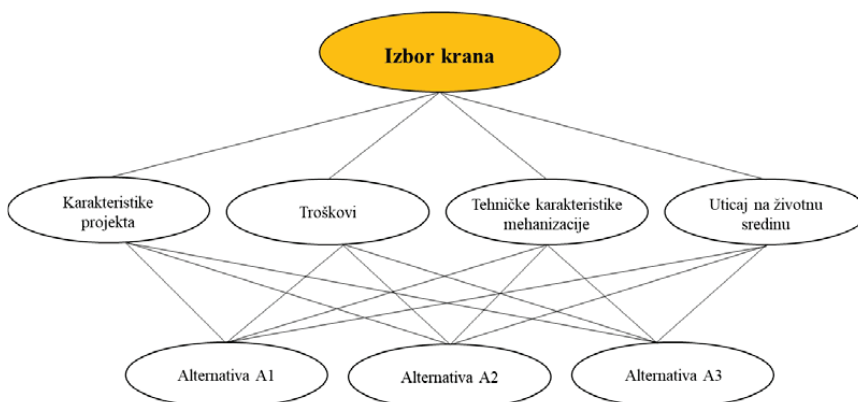 Izbor krana
Karakteristike
projekta
Troškovi
Tehničke karakteristike
mehanizacije
Uticaj na životnu
sredinu
Alternativa A1
Alternativa A2
Alternativa A3